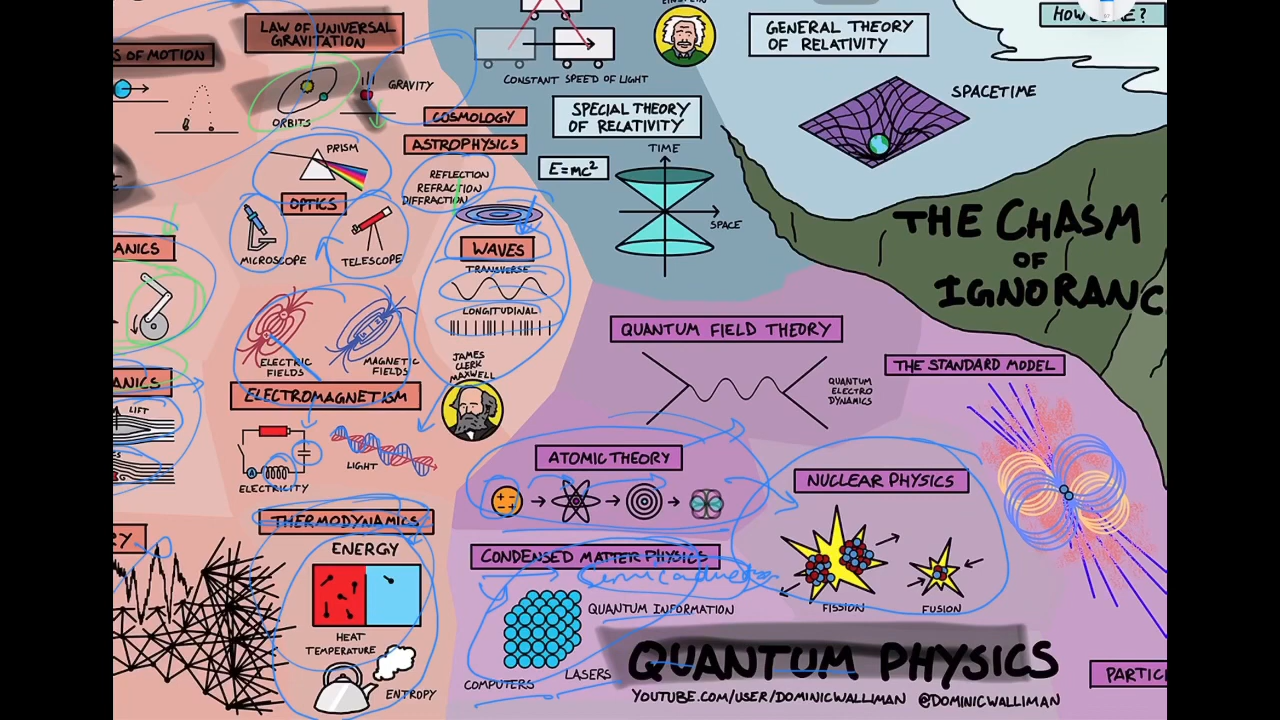 LAW OF UNIVERSAL
GRAVITATION
S OF MOTION
GRAVITY
ORBITS
COSMOLOGY
ASTROPHYSICS
PRISM
REFLECTION
REFRACTION
DIFFRACTION
OPTICS
MICROSCOPE
TELESCOPE
WAVES
TRANSVERSE
LONGITUDINAL
ANICS
ELECTRIC
FIELDS
MAGNETIC
FIELDS
JAMES
CLERK
MAXWELL
ELECTROMAGNETISM
ANICS
LIFT
LIGHT
ELECTRICITY
THERMODYNAMICS
ENERGY
RY
HEAT
TEMPERATURE
ENTROPY
EINSTEIN
CONSTANT SPEED OF LIGHT
SPECIAL THEORY
OF RELATIVITY
E=mc²
TIME
SPACE
GENERAL THEORY
OF RELATIVITY
SPACETIME
THE CHASM
OF
IGNORANC
QUANTUM FIELD THEORY
QUANTUM
ELECTRO
DYNAMICS
THE STANDARD MODEL
ATOMIC THEORY
NUCLEAR PHYSICS
FISSION
FUSION
CONDENSED MATTER PHYSICS
QUANTUM INFORMATION
LASERS
COMPUTERS
QUANTUM PHYSICS
YOUTUBE.COM/USER/DOMINICWALLIMAN @DOMINICWALLIMAN
PARTIC